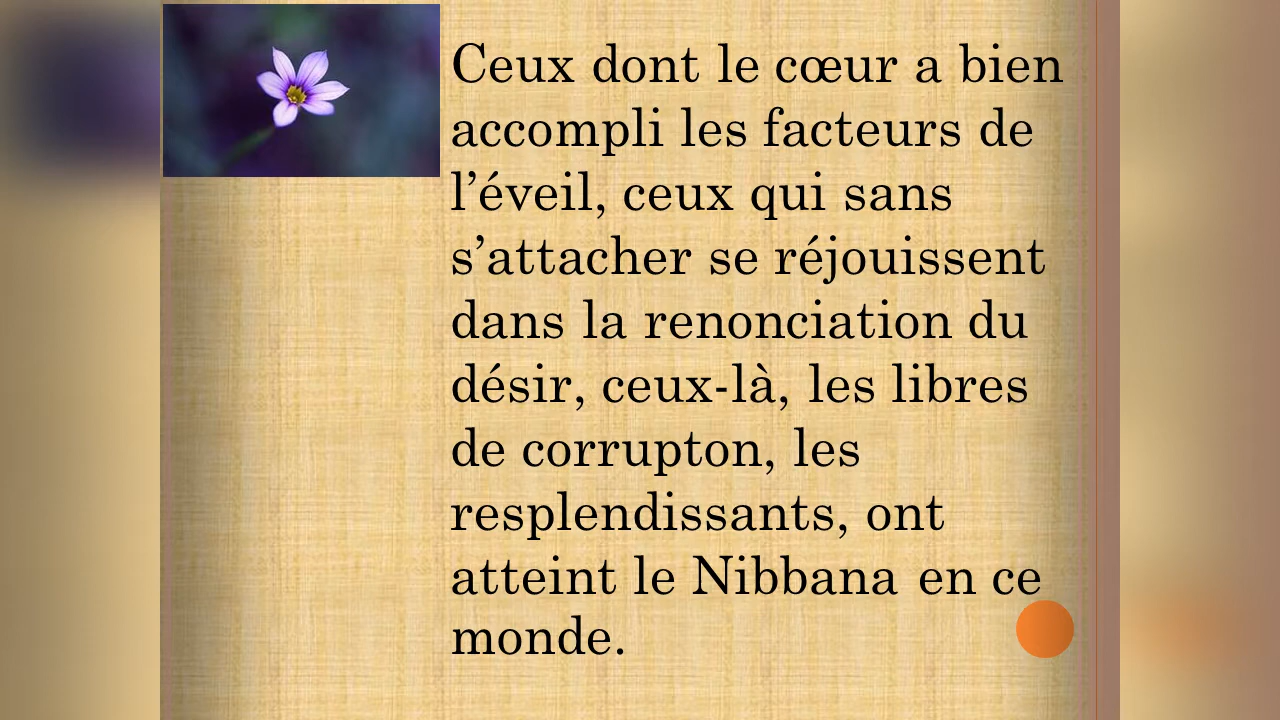 Ceux dont le cœur a bien
accompli les facteurs de
l’éveil, ceux qui sans
s’attacher se réjouissent
dans la renonciation du
désir, ceux-là, les libres
de corrupton, les
resplendissants, ont
atteint le Nibbana en ce
monde.